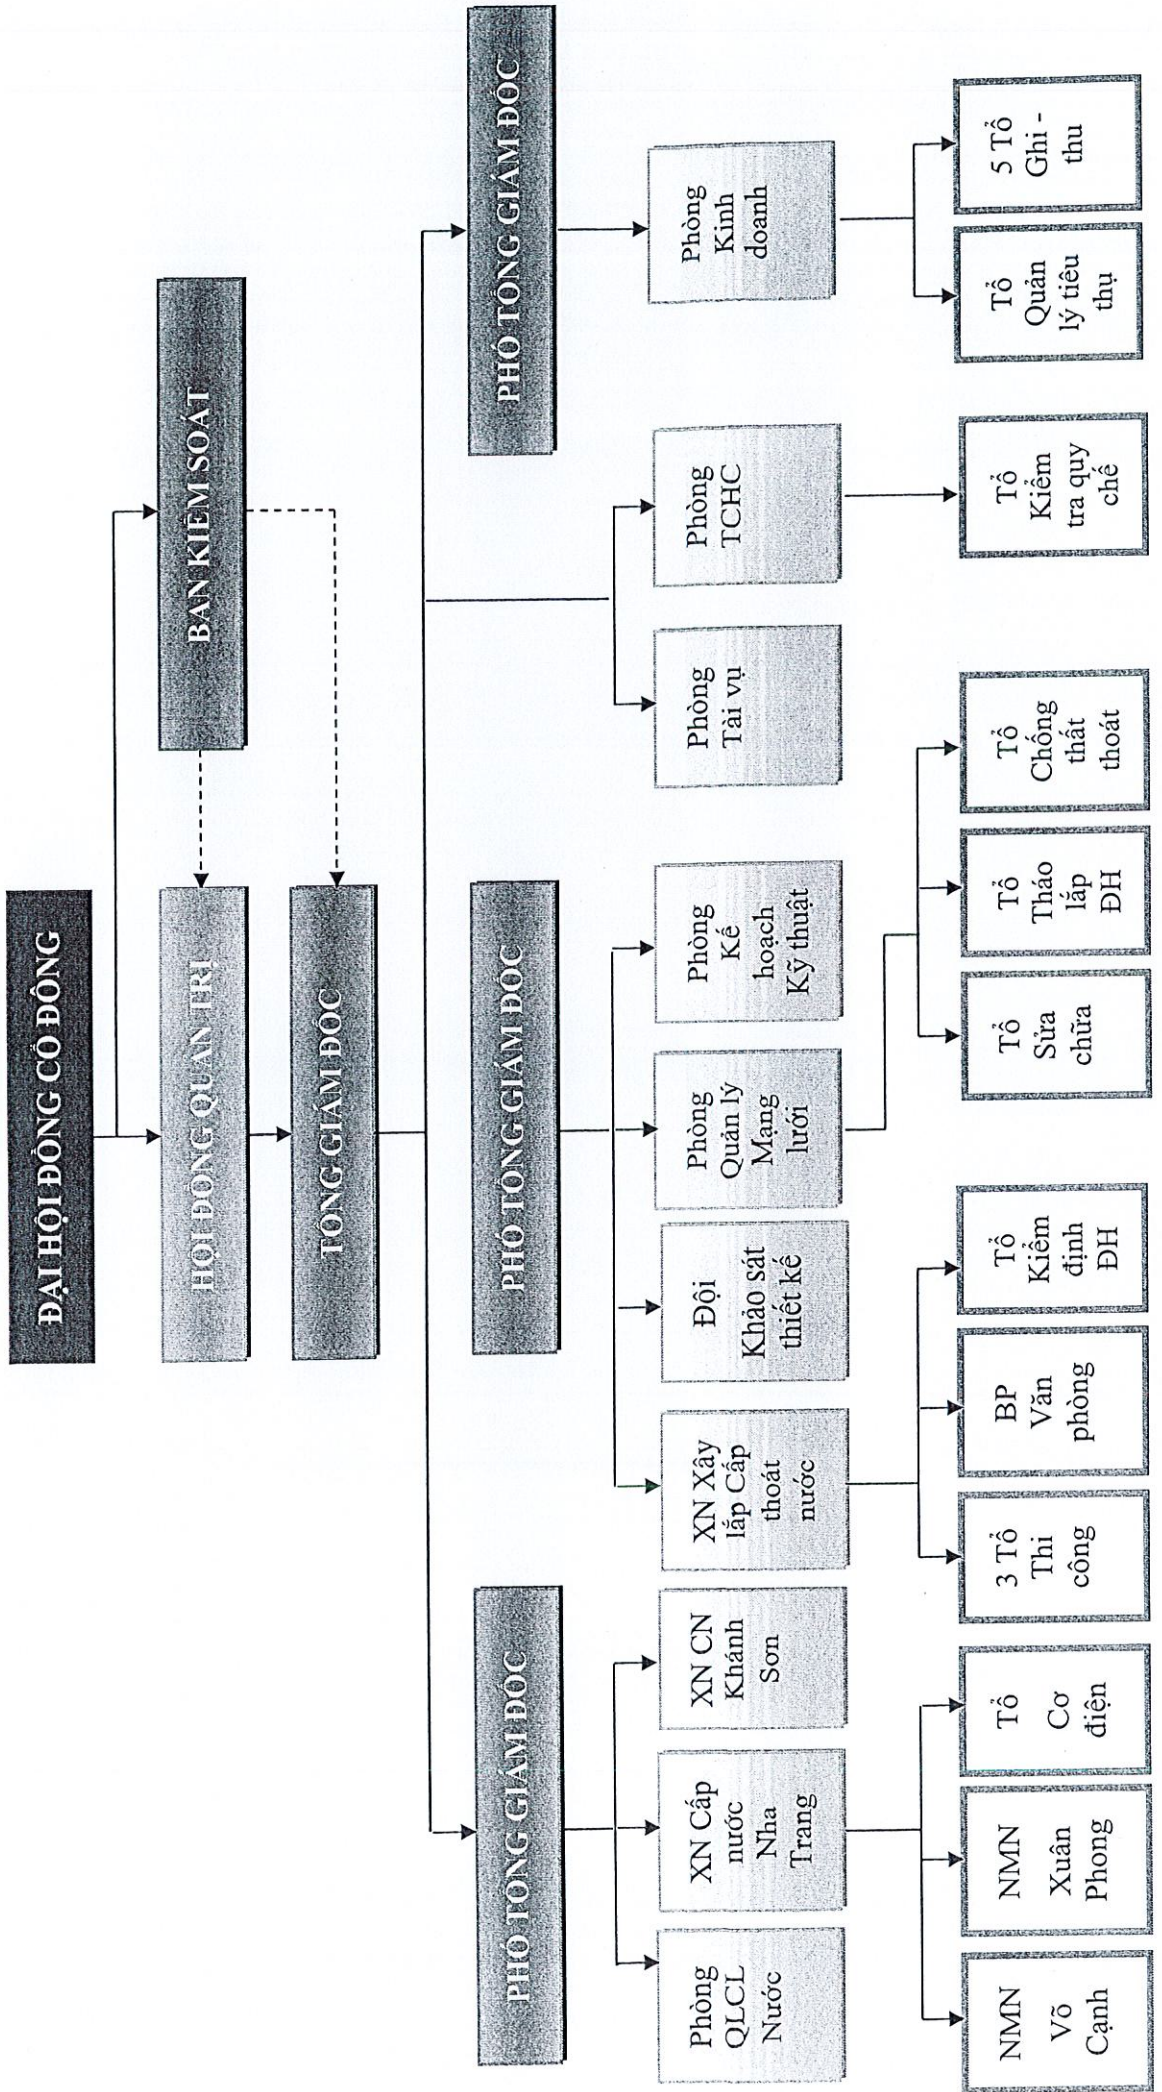 ĐẠI HỘI ĐỒNG CỔ ĐÔNG
BAN KIỂM SOÁT
HỘI ĐỒNG QUẢN TRỊ
TỔNG GIÁM ĐỐC
PHÓ TỔNG GIÁM ĐỐC
PHÓ TỔNG GIÁM ĐỐC
PHÓ TỔNG GIÁM ĐỐC
Phòng
QLCL
Nước
XN Cấp
nước
Nha
Trang
XN CN
Khánh
Sơn
XN Xây
lắp Cấp
thoát
nước
Đội
Khảo sát
thiết kế
Phòng
Quản lý
Mạng
lưới
Phòng
Kế
hoạch
Kỹ thuật
Phòng
Tài vụ
Phòng
TCHC
Phòng
Kinh
doanh
NMN
Võ
Cạnh
NMN
Xuân
Phong
Tổ
Cơ
điện
3 Tổ
Thi
công
BP
Văn
phòng
Tổ
Kiểm
định
ĐH
Tổ
Sửa
chữa
Tổ
Tháo
lắp
ĐH
Tổ
Chống
thất
thoát
Tổ
Kiểm
tra quy
chế
Tổ
Quản
lý tiêu
thụ
5 Tổ
Ghi -
thu